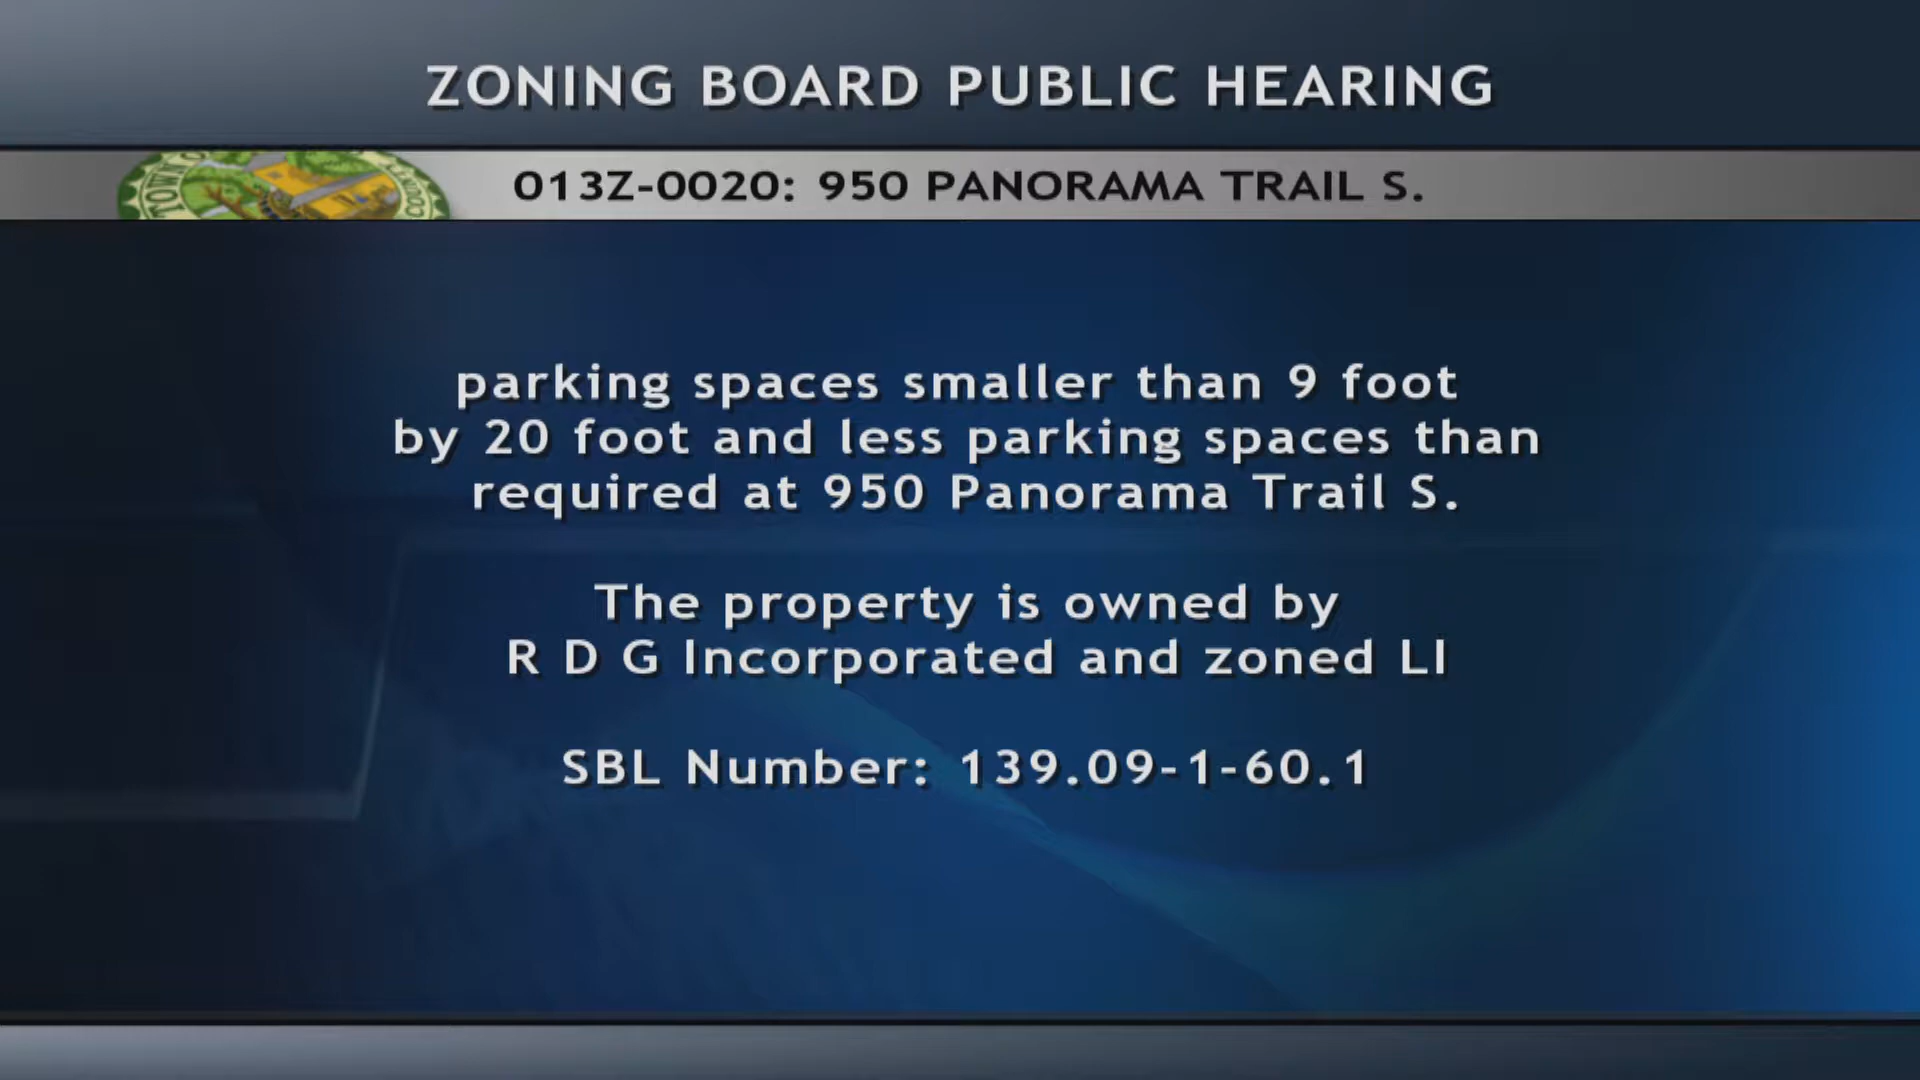 ZONING BOARD PUBLIC HEARING
TOWN O
COUNTY
013Z-0020: 950 PANORAMA TRAIL S.
parking spaces smaller than 9 foot
by 20 foot and less parking spaces than
required at 950 Panorama Trail S.
The property is owned by
R D G Incorporated and zoned LI
SBL Number: 139.09-1-60.1